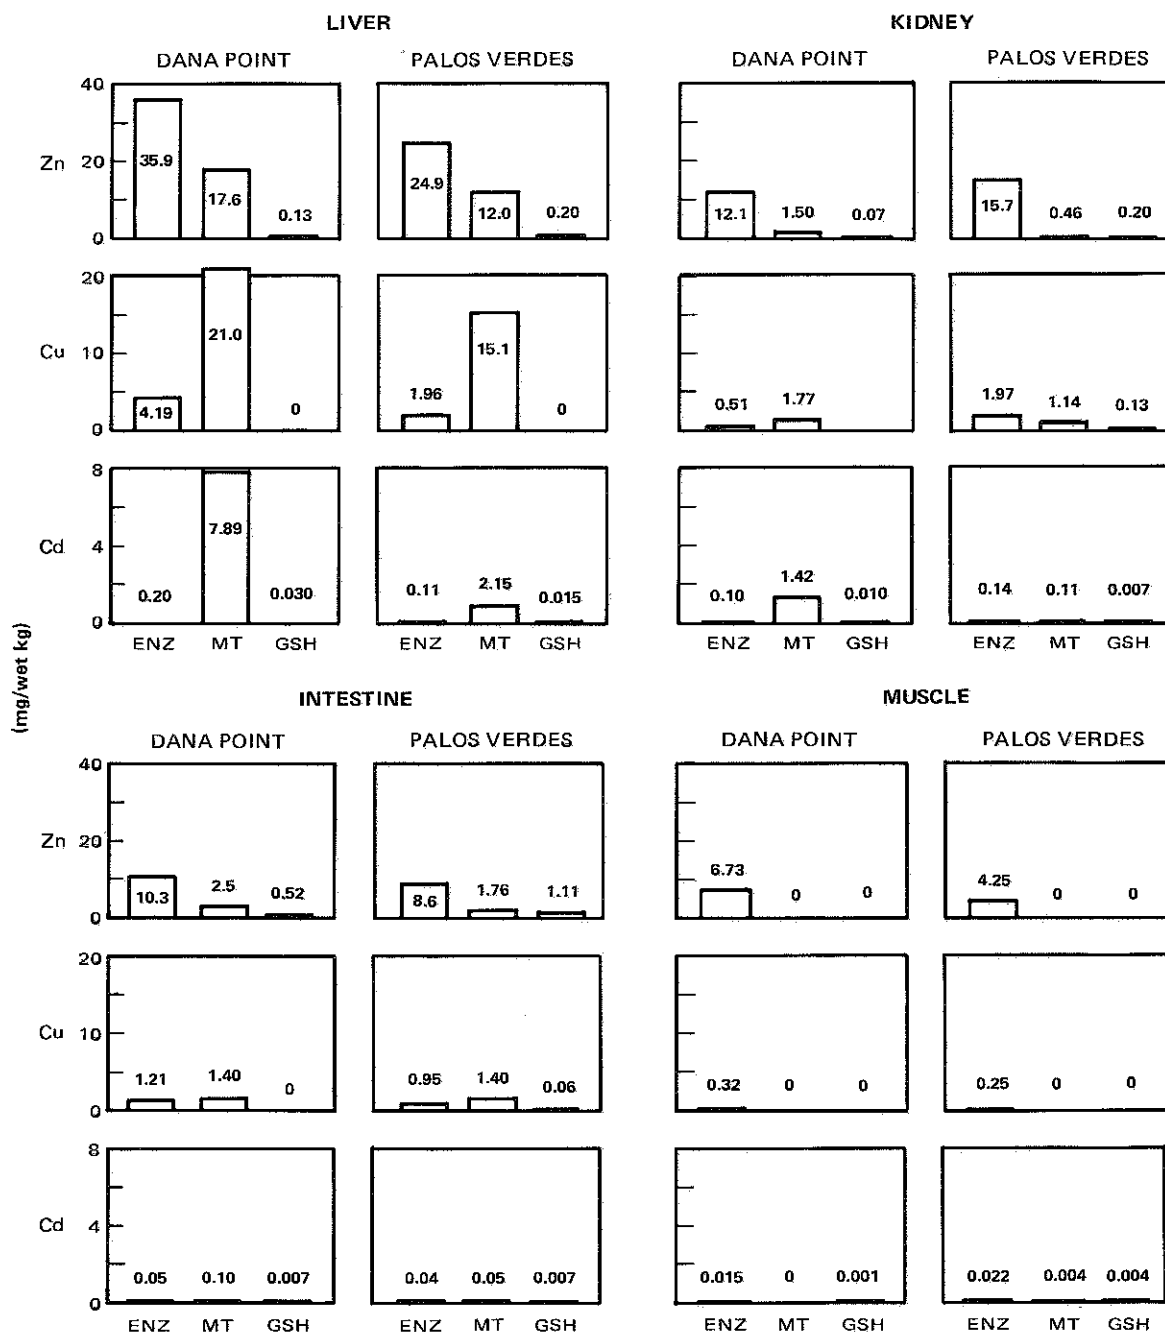 LIVER KIDNEY
DANA POINT PALOS VERDES DANA POINT PALOS VERDES
40
Zn 20
0
35.9 17.6 0.13
24.9 12.0 0.20
12.1 1.50 0.07
15.7 0.46 0.20
20
Cu 10
0
4.19 21.0 0
1.96 15.1 0
0.51 1.77
1.97 1.14 0.13
8
Cd 4
0
0.20 7.89 0.030
0.11 2.15 0.015
0.10 1.42 0.010
0.14 0.11 0.007
ENZ MT GSH ENZ MT GSH ENZ MT GSH ENZ MT GSH
(mg/wet kg)
INTESTINE MUSCLE
DANA POINT PALOS VERDES DANA POINT PALOS VERDES
40
Zn 20
0
10.3 2.5 0.52
8.6 1.76 1.11
6.73 0 0
4.25 0 0
20
Cu 10
0
1.21 1.40 0
0.95 1.40 0.06
0.32 0 0
0.25 0 0
8
Cd 4
0
0.05 0.10 0.007
0.04 0.05 0.007
0.015 0 0.001
0.022 0.004 0.004
ENZ MT GSH ENZ MT GSH ENZ MT GSH ENZ MT GSH